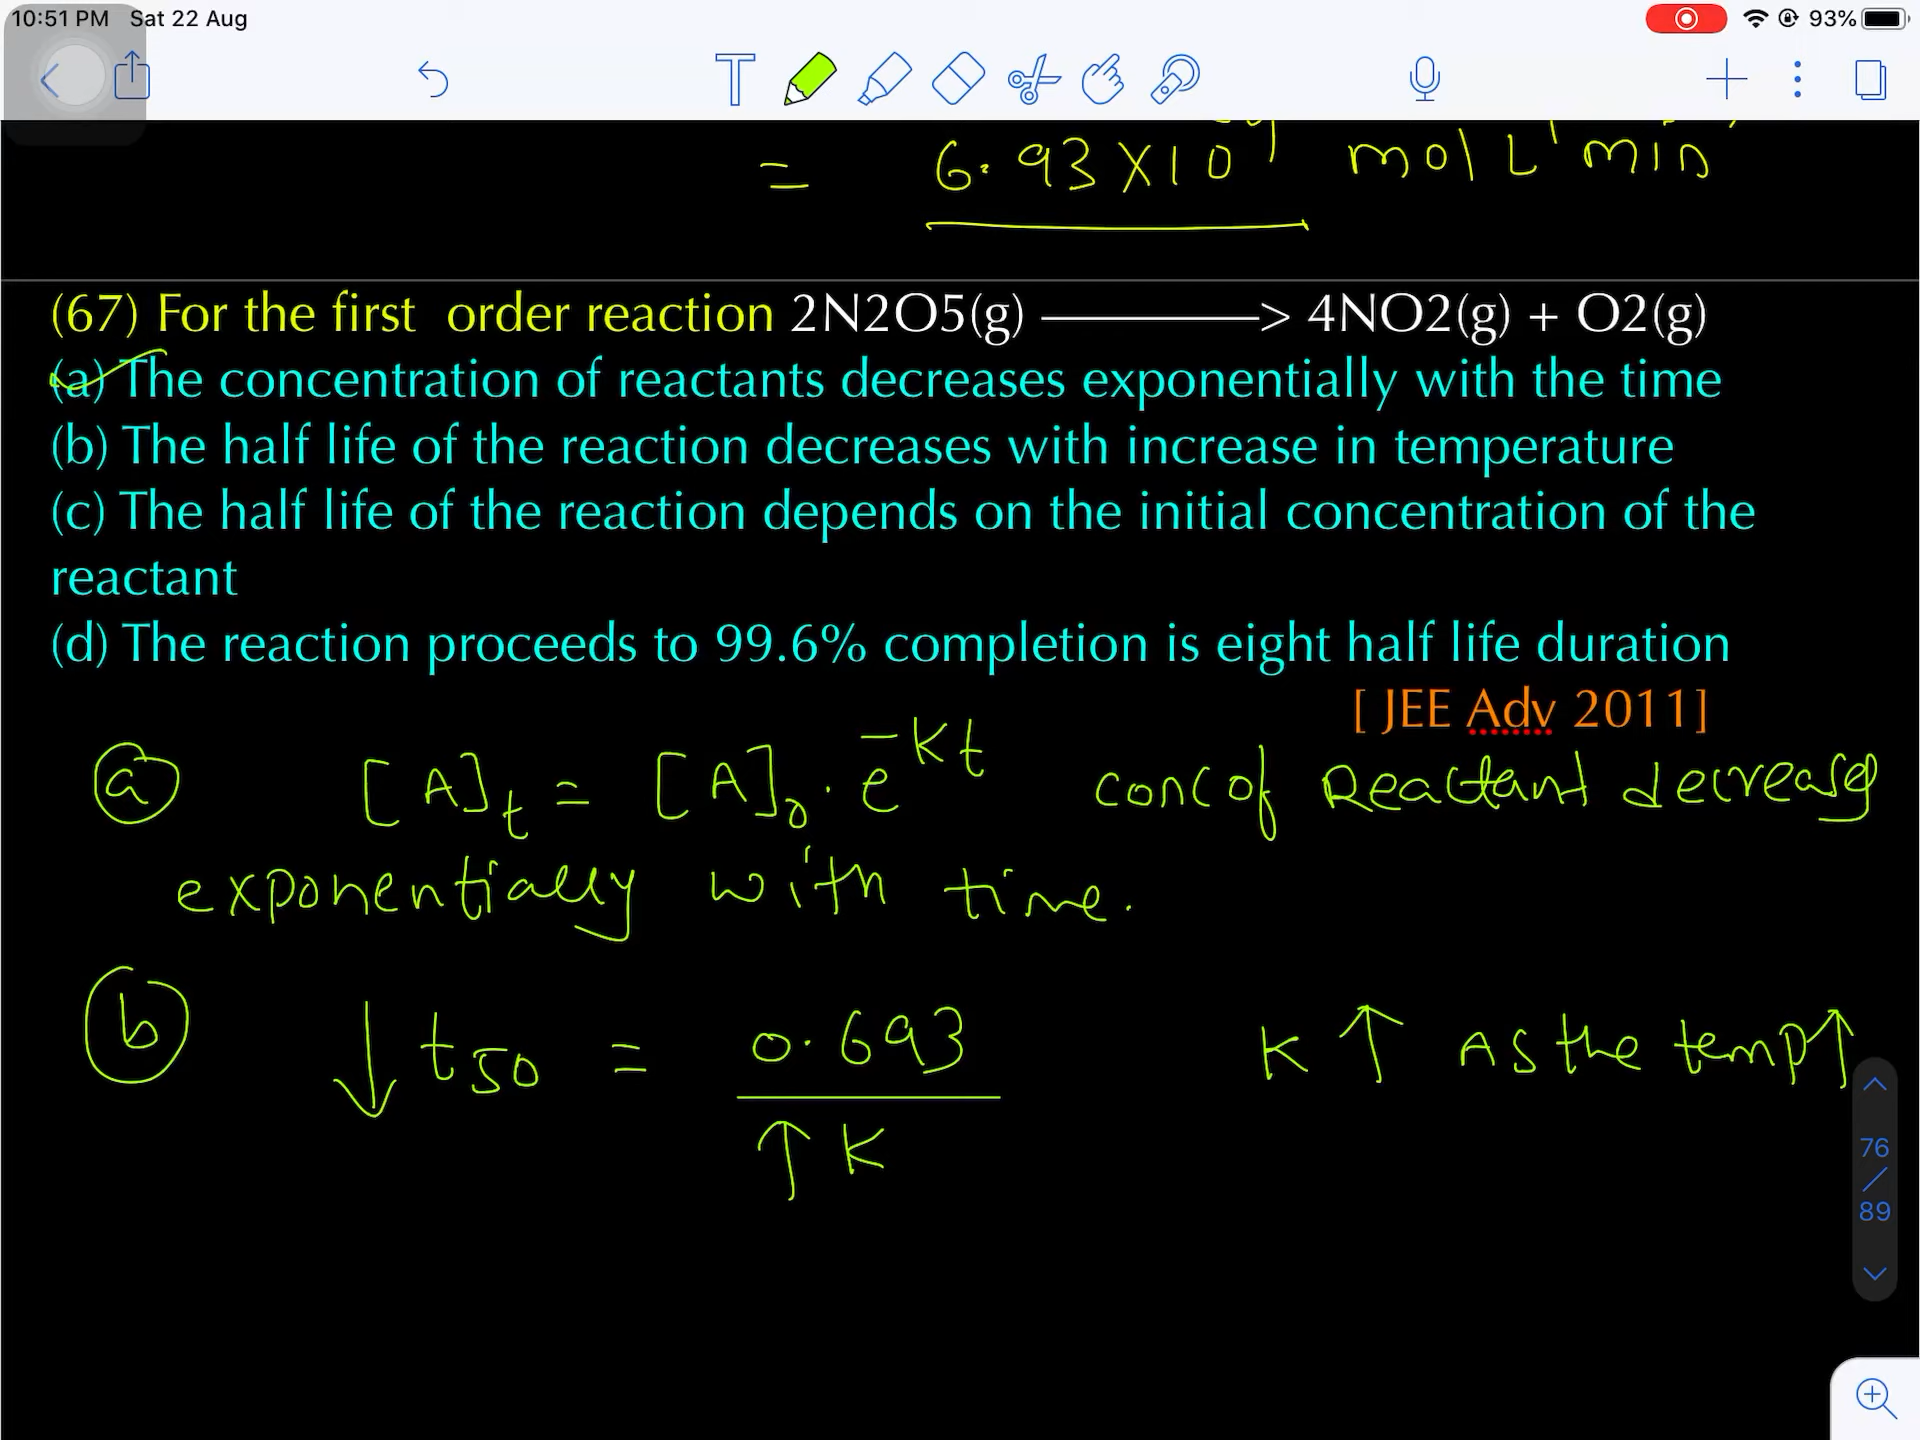 10:51 PM Sat 22 Aug 93%
= 6.93 X 10 mol L min
(67) For the first order reaction 2N2O5(g) ————> 4NO2(g) + O2(g)
(a) The concentration of reactants decreases exponentially with the time
(b) The half life of the reaction decreases with increase in temperature
(c) The half life of the reaction depends on the initial concentration of the
reactant
(d) The reaction proceeds to 99.6% completion is eight half life duration
[ JEE Adv 2011]
a [A]t = [A]0 . e^-Kt conc of Reactant decreases
exponentially with time.
b ↓ t50 = 0.693 / ↑ K K ↑ As the temp ↑
76
/
89